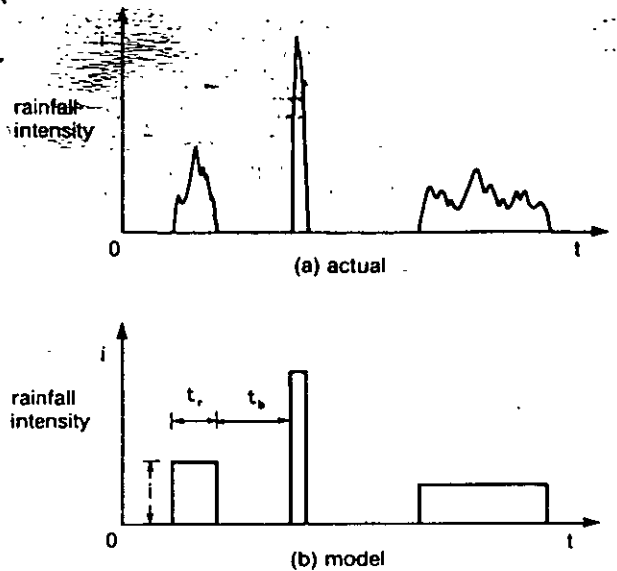 i
rainfall
intensity
0
t
(a) actual
i
rainfall
intensity
t_r
t_b
i
0
t
(b) model